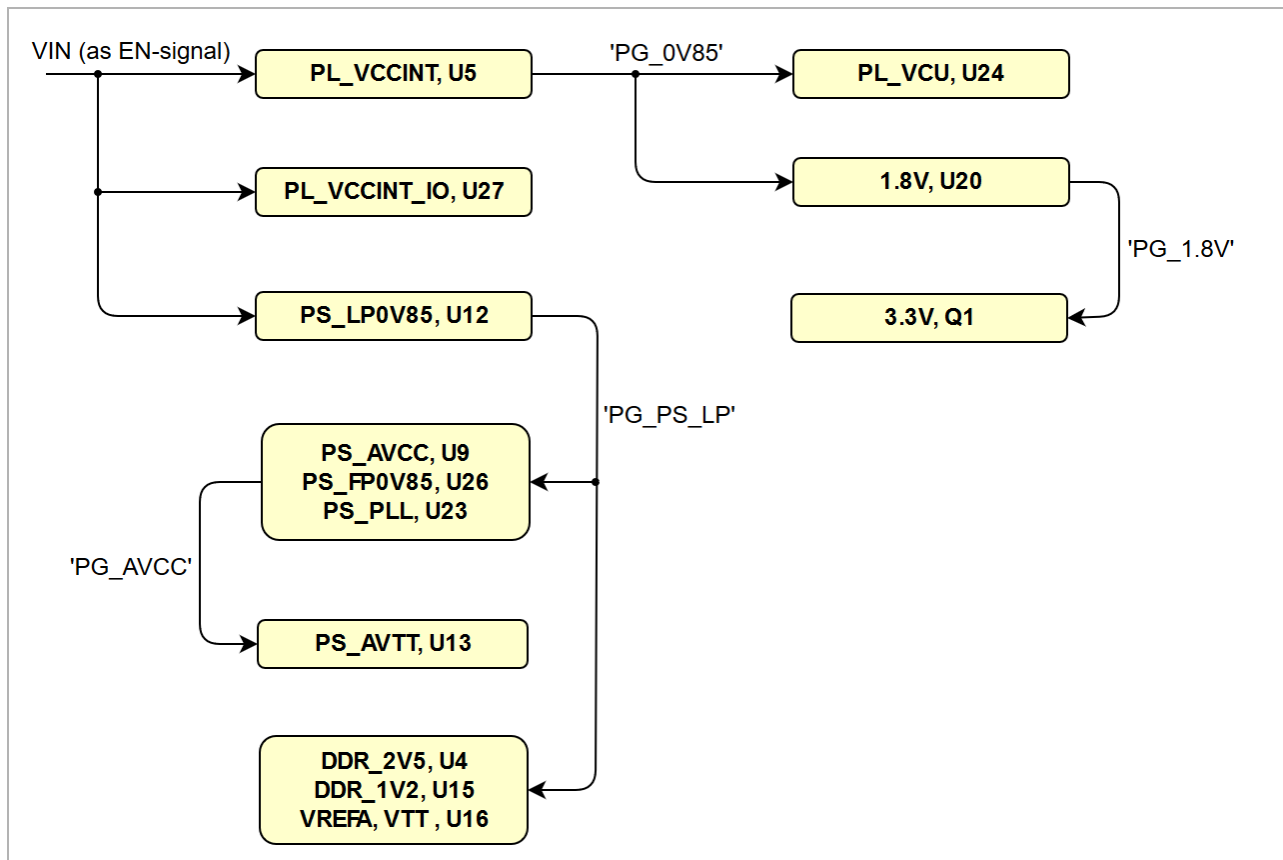 VIN (as EN-signal)
PL_VCCINT, U5
'PG_0V85'
PL_VCU, U24
PL_VCCINT_IO, U27
1.8V, U20
'PG_1.8V'
PS_LP0V85, U12
3.3V, Q1
'PG_PS_LP'
PS_AVCC, U9
PS_FP0V85, U26
PS_PLL, U23
'PG_AVCC'
PS_AVTT, U13
DDR_2V5, U4
DDR_1V2, U15
VREFA, VTT , U16